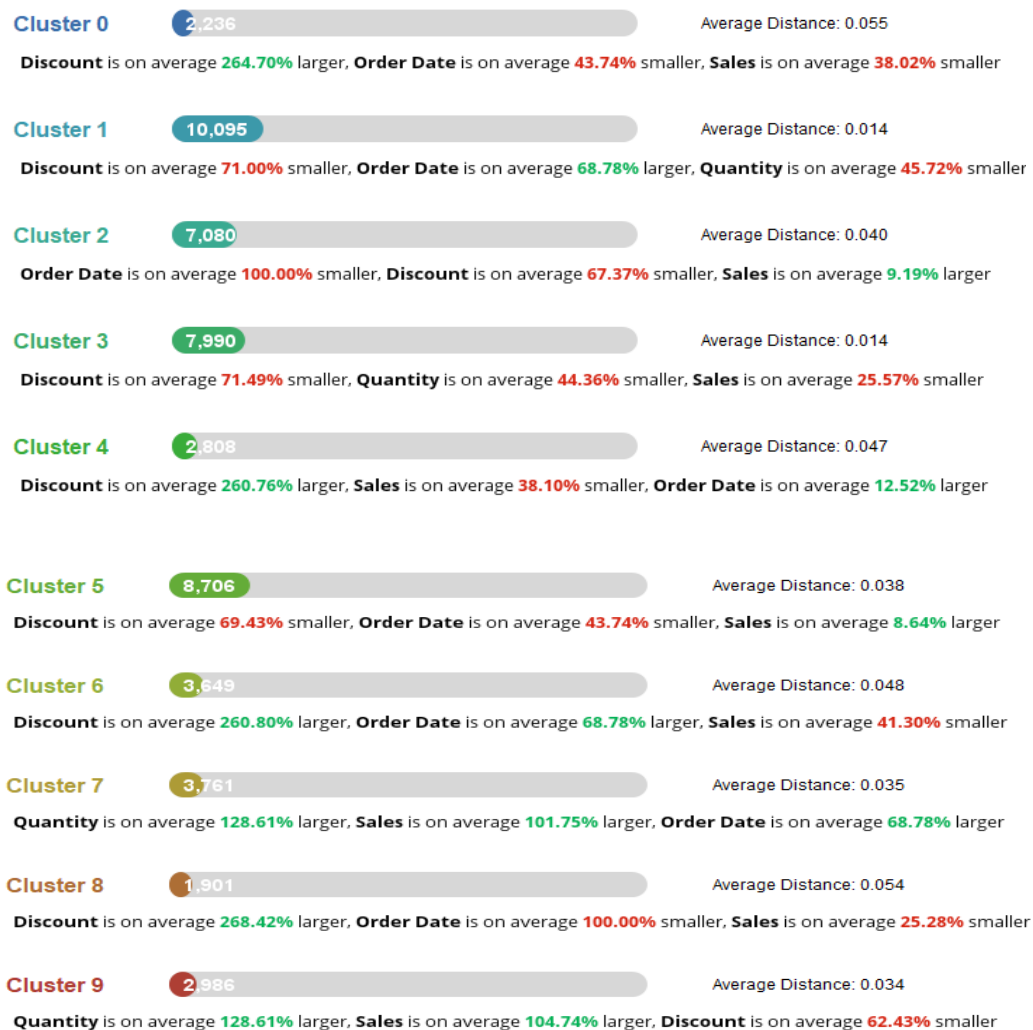 Cluster 0 2,236 Average Distance: 0.055
Discount is on average 264.70% larger, Order Date is on average 43.74% smaller, Sales is on average 38.02% smaller
Cluster 1 10,095 Average Distance: 0.014
Discount is on average 71.00% smaller, Order Date is on average 68.78% larger, Quantity is on average 45.72% smaller
Cluster 2 7,080 Average Distance: 0.040
Order Date is on average 100.00% smaller, Discount is on average 67.37% smaller, Sales is on average 9.19% larger
Cluster 3 7,990 Average Distance: 0.014
Discount is on average 71.49% smaller, Quantity is on average 44.36% smaller, Sales is on average 25.57% smaller
Cluster 4 2,808 Average Distance: 0.047
Discount is on average 260.76% larger, Sales is on average 38.10% smaller, Order Date is on average 12.52% larger
Cluster 5 8,706 Average Distance: 0.038
Discount is on average 69.43% smaller, Order Date is on average 43.74% smaller, Sales is on average 8.64% larger
Cluster 6 3,649 Average Distance: 0.048
Discount is on average 260.80% larger, Order Date is on average 68.78% larger, Sales is on average 41.30% smaller
Cluster 7 3,761 Average Distance: 0.035
Quantity is on average 128.61% larger, Sales is on average 101.75% larger, Order Date is on average 68.78% larger
Cluster 8 1,901 Average Distance: 0.054
Discount is on average 268.42% larger, Order Date is on average 100.00% smaller, Sales is on average 25.28% smaller
Cluster 9 2,986 Average Distance: 0.034
Quantity is on average 128.61% larger, Sales is on average 104.74% larger, Discount is on average 62.43% smaller